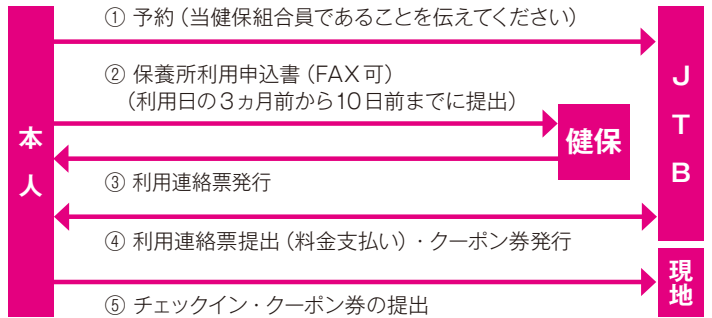 ① 予約（当健保組合員であることを伝えてください）
② 保養所利用申込書（FAX可）
（利用日の3ヵ月前から10日前までに提出）
本人
健保
JTB
③ 利用連絡票発行
④ 利用連絡票提出（料金支払い）・クーポン券発行
現地
⑤ チェックイン・クーポン券の提出